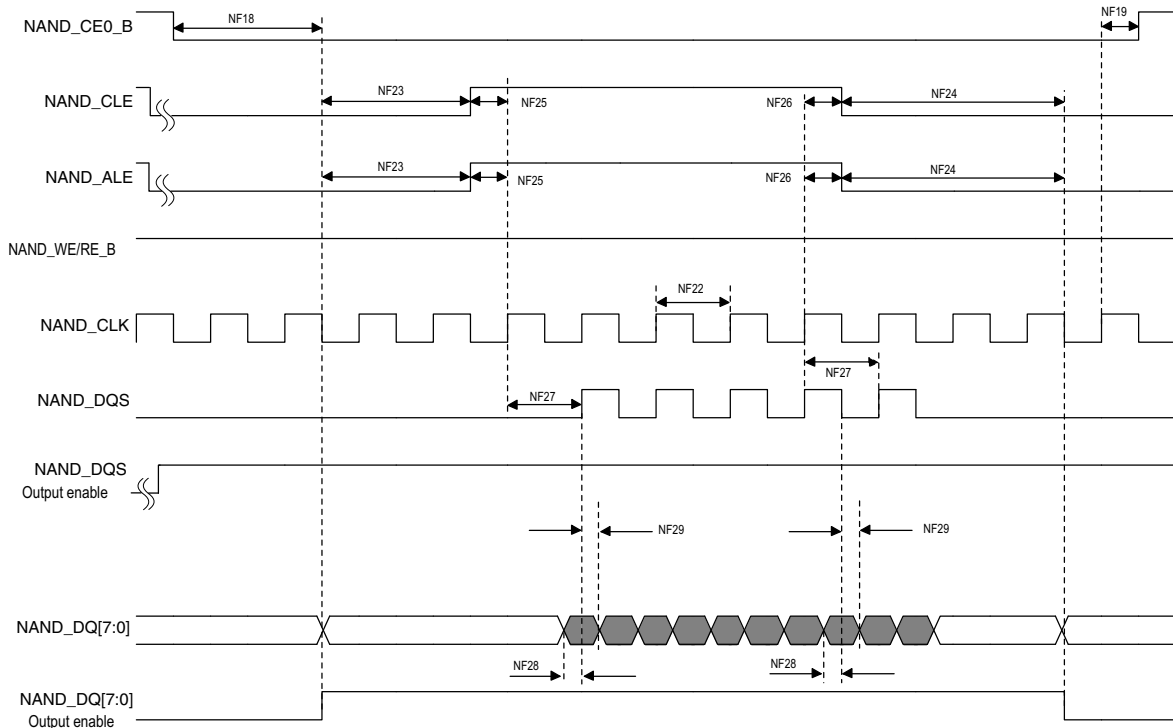 NF18
NF19
NAND_CE0_B
NF23
NF25
NF26
NF24
NAND_CLE
NF23
NF25
NF26
NF24
NAND_ALE
NAND_WE/RE_B
NF22
NAND_CLK
NF27
NF27
NAND_DQS
NAND_DQS
Output enable
NF29
NF29
NAND_DQ[7:0]
NF28
NF28
NAND_DQ[7:0]
Output enable